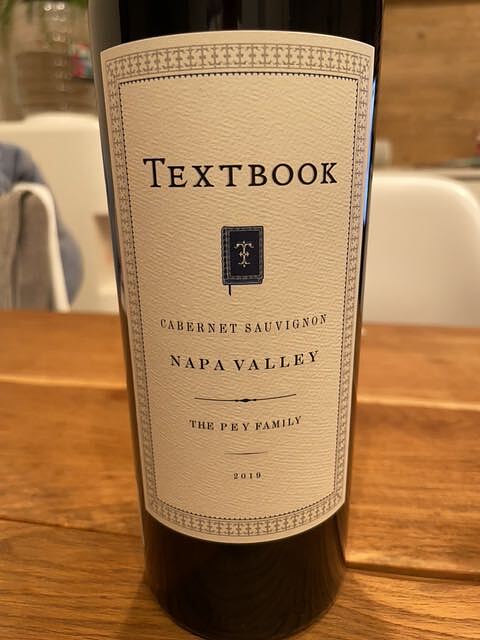 TEXTBOOK
T
CABERNET SAUVIGNON
NAPA VALLEY
THE PEY FAMILY
2019